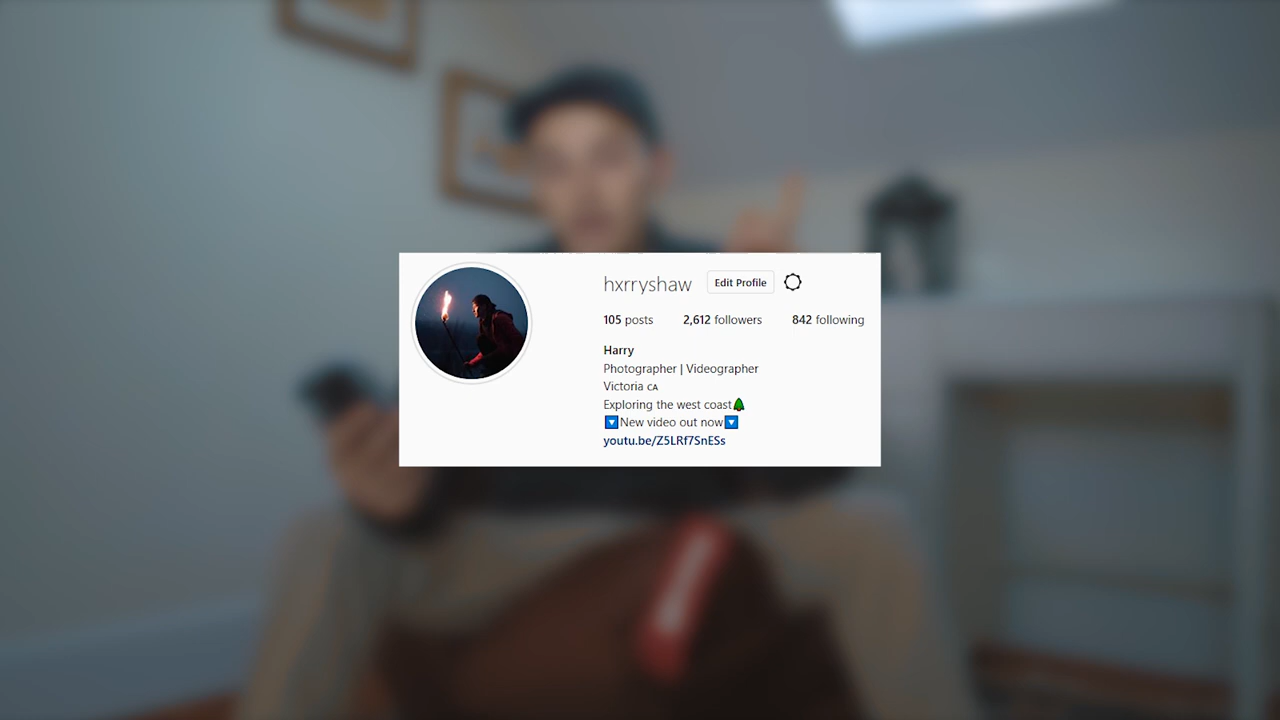 hxrryshaw Edit Profile
105 posts 2,612 followers 842 following
Harry
Photographer | Videographer
Victoria CA
Exploring the west coast🌲
🔽New video out now🔽
youtu.be/Z5LRf7SnESs